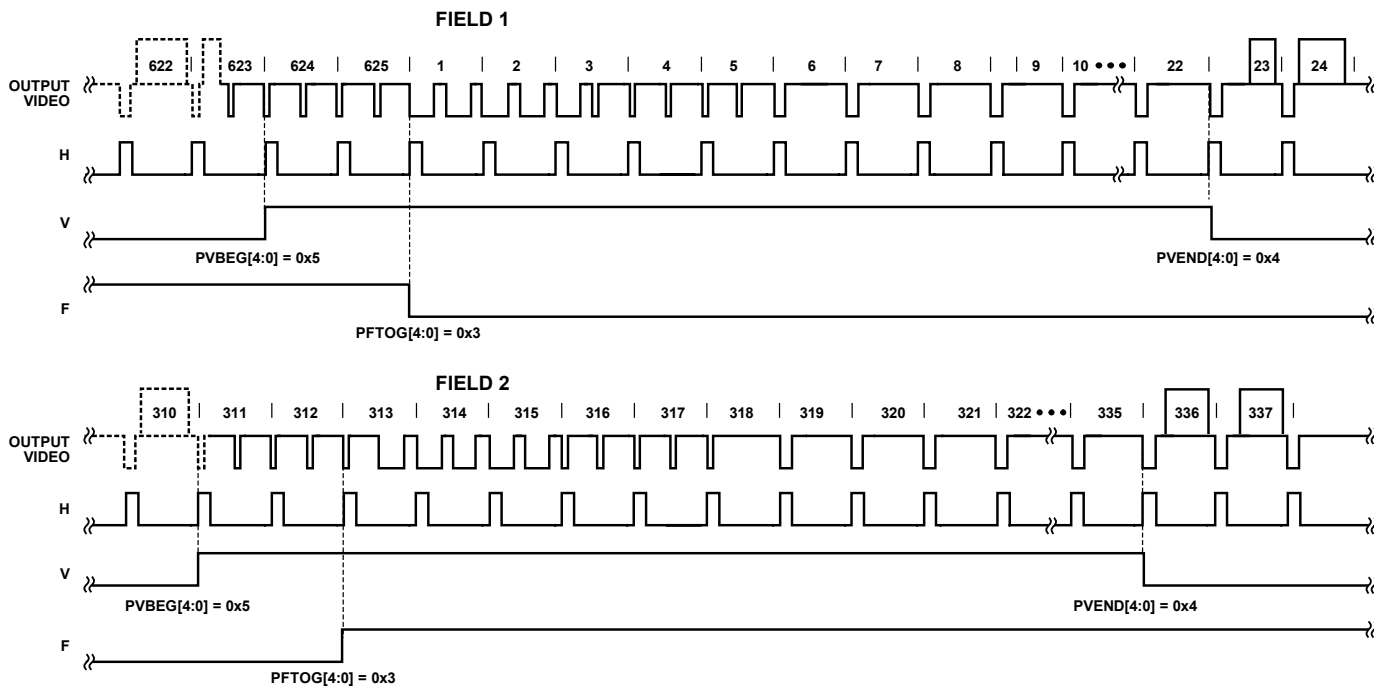 FIELD 1
622 623 624 625 1 2 3 4 5 6 7 8 9 10 ••• 22 23 24
OUTPUT
VIDEO
H
V
PVBEG[4:0] = 0x5 PVEND[4:0] = 0x4
F
PFTOG[4:0] = 0x3
FIELD 2
310 311 312 313 314 315 316 317 318 319 320 321 322 ••• 335 336 337
OUTPUT
VIDEO
H
V
PVBEG[4:0] = 0x5 PVEND[4:0] = 0x4
F
PFTOG[4:0] = 0x3